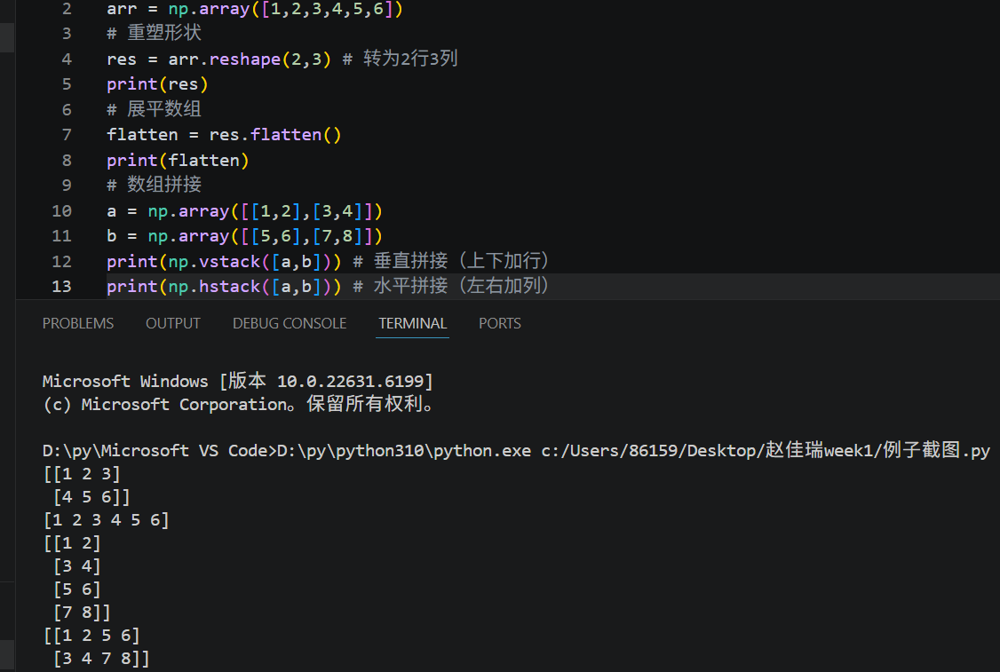 2 arr = np.array([1,2,3,4,5,6])
3 # 重塑形状
4 res = arr.reshape(2,3) # 转为2行3列
5 print(res)
6 # 展平数组
7 flatten = res.flatten()
8 print(flatten)
9 # 数组拼接
10 a = np.array([[1,2],[3,4]])
11 b = np.array([[5,6],[7,8]])
12 print(np.vstack([a,b])) # 垂直拼接（上下加行）
13 print(np.hstack([a,b])) # 水平拼接（左右加列）
PROBLEMS OUTPUT DEBUG CONSOLE TERMINAL PORTS
Microsoft Windows [版本 10.0.22631.6199]
(c) Microsoft Corporation。保留所有权利。
D:\py\Microsoft VS Code>D:\py\python310\python.exe c:/Users/86159/Desktop/赵佳瑞week1/例子截图.py
[[1 2 3]
 [4 5 6]]
[1 2 3 4 5 6]
[[1 2]
 [3 4]
 [5 6]
 [7 8]]
[[1 2 5 6]
 [3 4 7 8]]